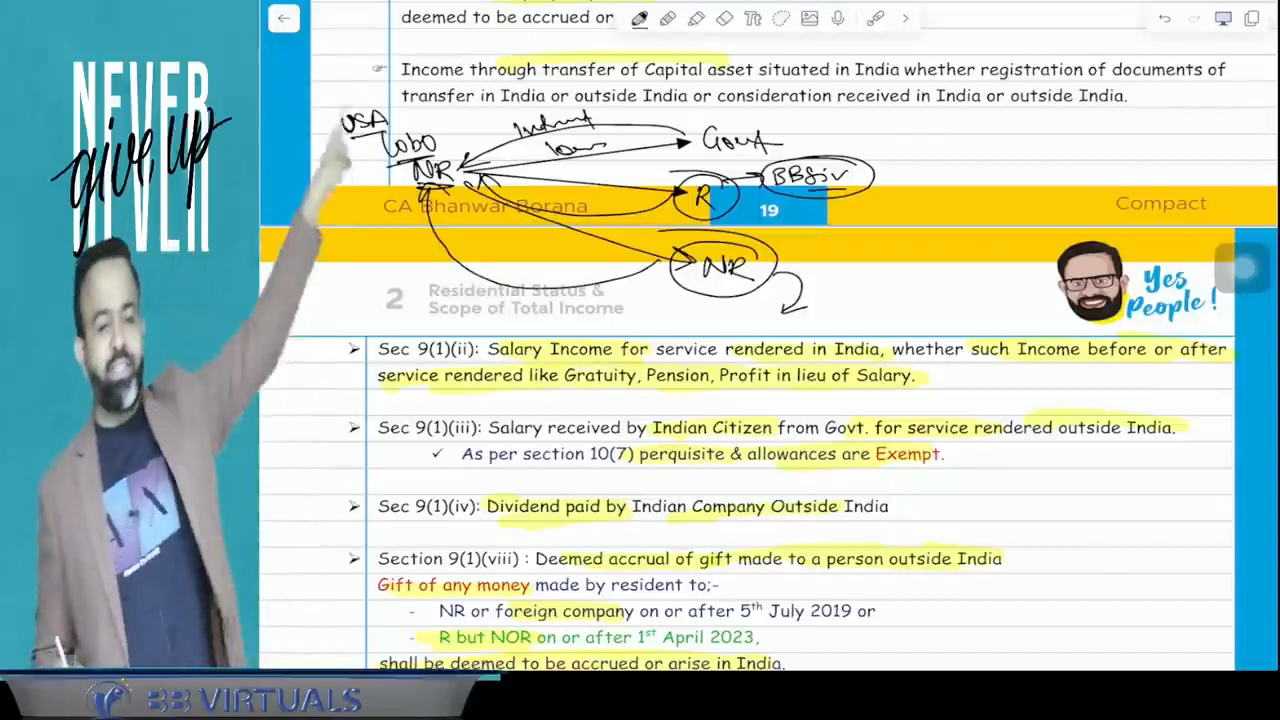 NEVER
give up
NEVER
deemed to be accrued or
Income through transfer of Capital asset situated in India whether registration of documents of
transfer in India or outside India or consideration received in India or outside India.
USA
NR
Govt
loan
R
BBSir
CA Bhanwar Borana
19
Compact
NR
Yes
People !
2
Residential Status &
Scope of Total Income
➤ Sec 9(1)(ii): Salary Income for service rendered in India, whether such Income before or after
service rendered like Gratuity, Pension, Profit in lieu of Salary.
➤ Sec 9(1)(iii): Salary received by Indian Citizen from Govt. for service rendered outside India.
✓ As per section 10(7) perquisite & allowances are Exempt.
➤ Sec 9(1)(iv): Dividend paid by Indian Company Outside India
➤ Section 9(1)(viii) : Deemed accrual of gift made to a person outside India
Gift of any money made by resident to;-
- NR or foreign company on or after 5th July 2019 or
- R but NOR on or after 1st April 2023,
shall be deemed to be accrued or arise in India.
BB VIRTUALS